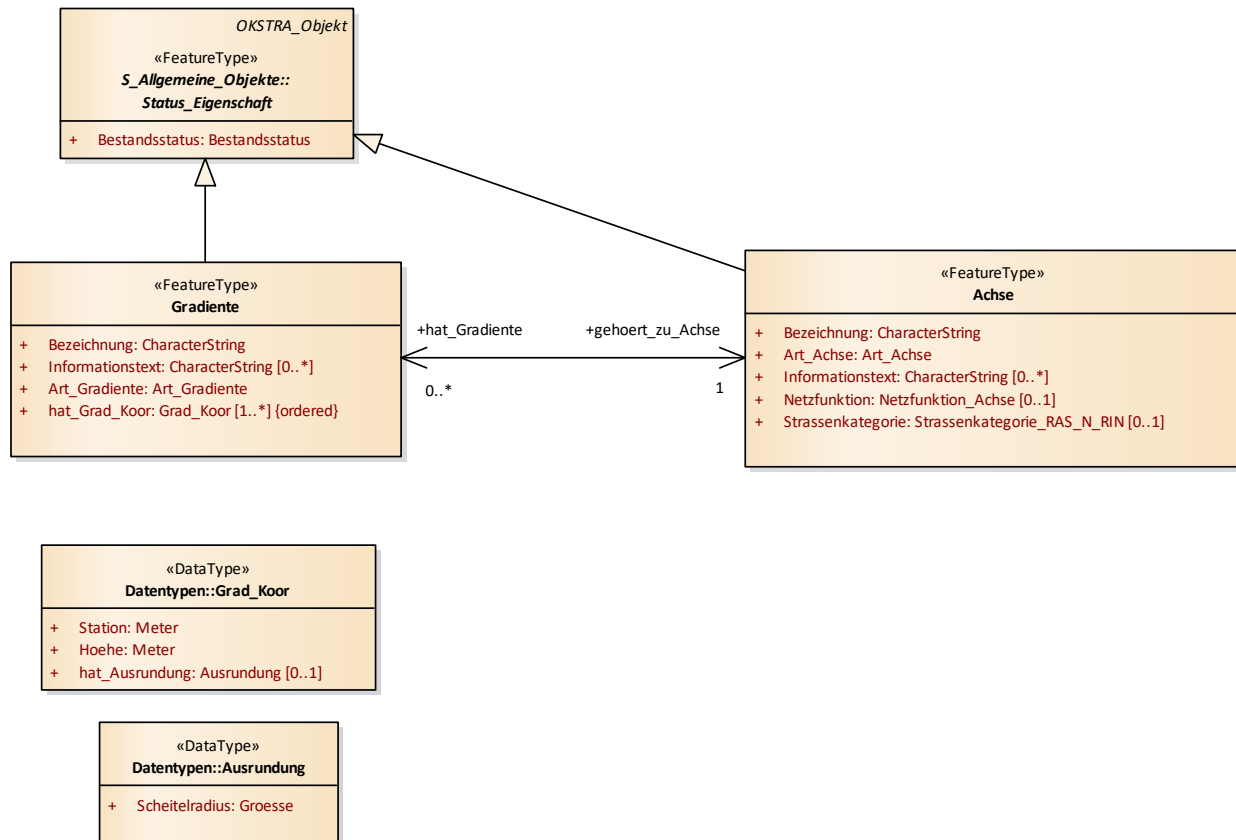 OKSTRA_Objekt
«FeatureType»
S_Allgemeine_Objekte::
Status_Eigenschaft
+ Bestandsstatus: Bestandsstatus
«FeatureType»
Gradiente
+ Bezeichnung: CharacterString
+ Informationstext: CharacterString [0..*]
+ Art_Gradiente: Art_Gradiente
+ hat_Grad_Koor: Grad_Koor [1..*] {ordered}
+hat_Gradiente
0..*
+gehoert_zu_Achse
1
«FeatureType»
Achse
+ Bezeichnung: CharacterString
+ Art_Achse: Art_Achse
+ Informationstext: CharacterString [0..*]
+ Netzfunktion: Netzfunktion_Achse [0..1]
+ Strassenkategorie: Strassenkategorie_RAS_N_RIN [0..1]
«DataType»
Datentypen::Grad_Koor
+ Station: Meter
+ Hoehe: Meter
+ hat_Ausrundung: Ausrundung [0..1]
«DataType»
Datentypen::Ausrundung
+ Scheitelradius: Groesse